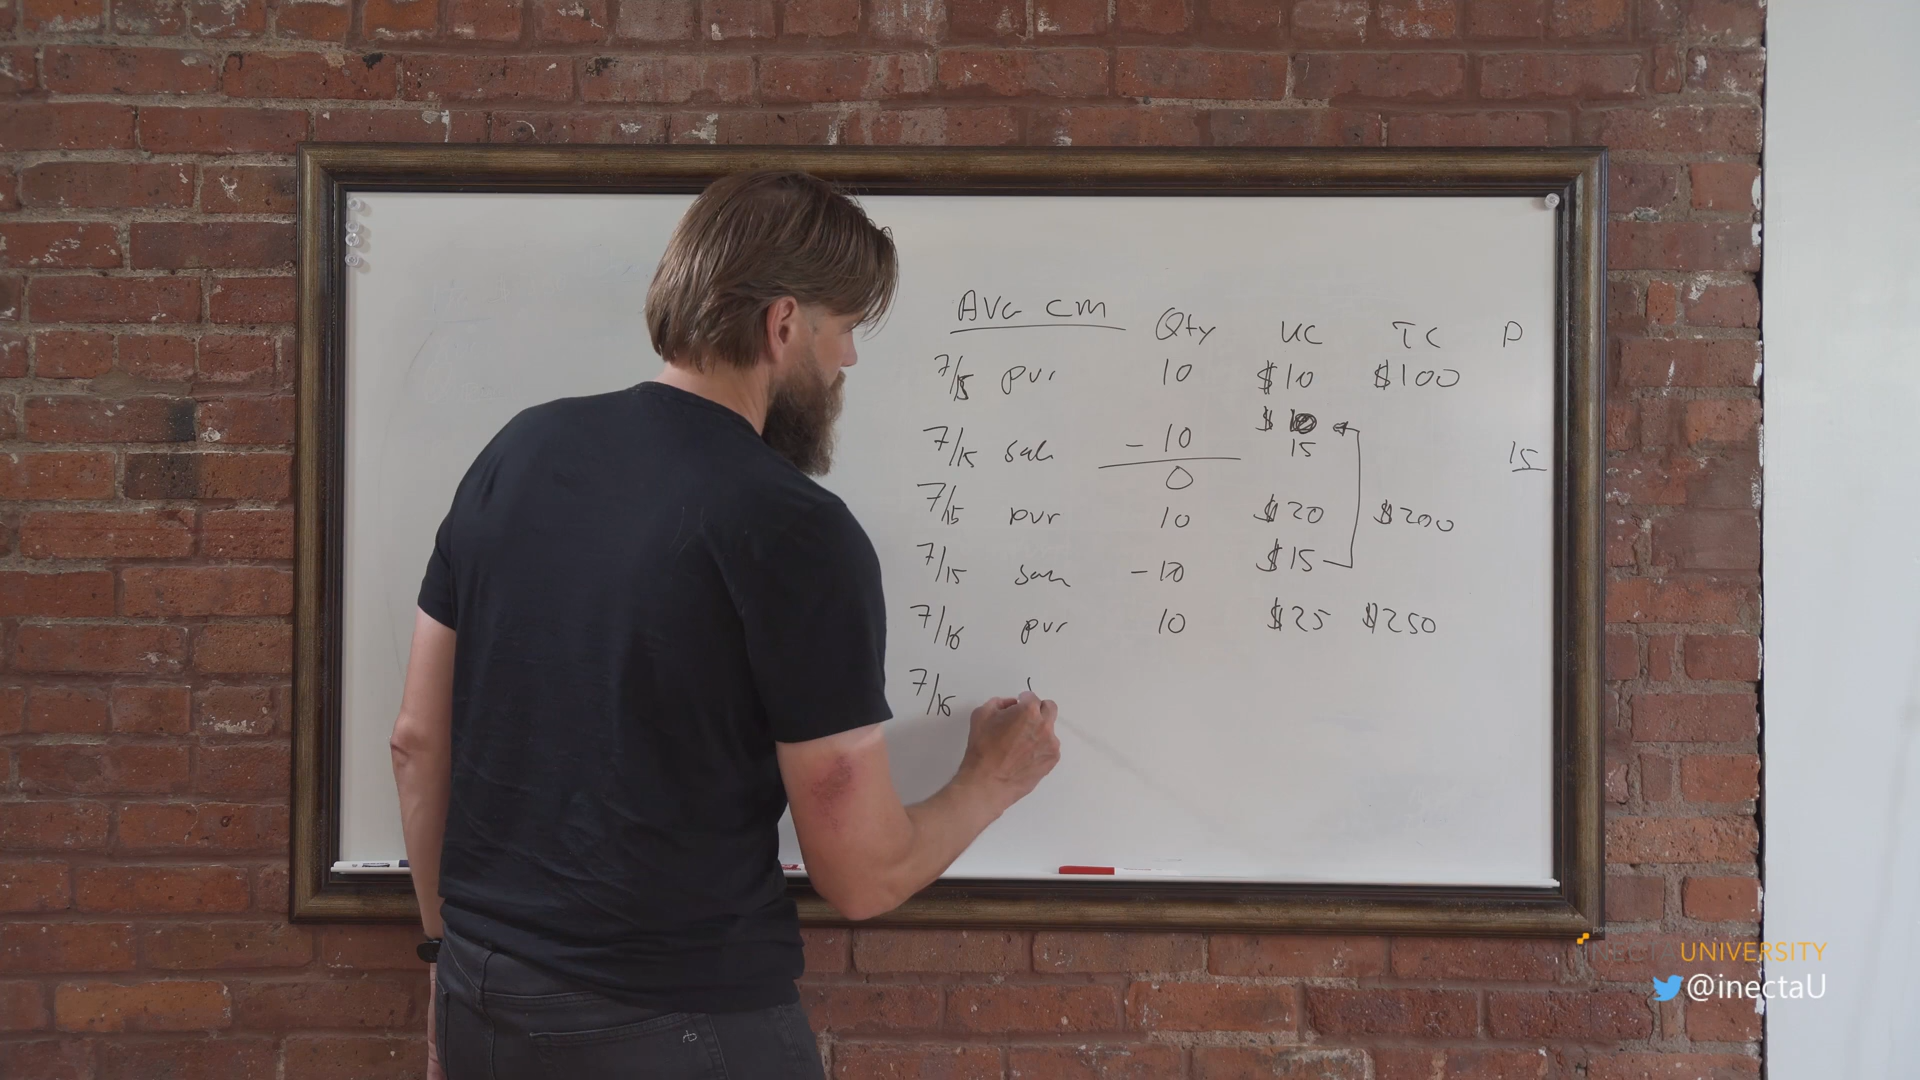 AVG CM Qty UC TC P
7/15 pur 10 $10 $100
$
7/15 sale -10 15 15
0
7/15 pur 10 $20 $200
7/15 sale -10 $15
7/16 pur 10 $25 $250
7/16
INECTA UNIVERSITY
@inectaU